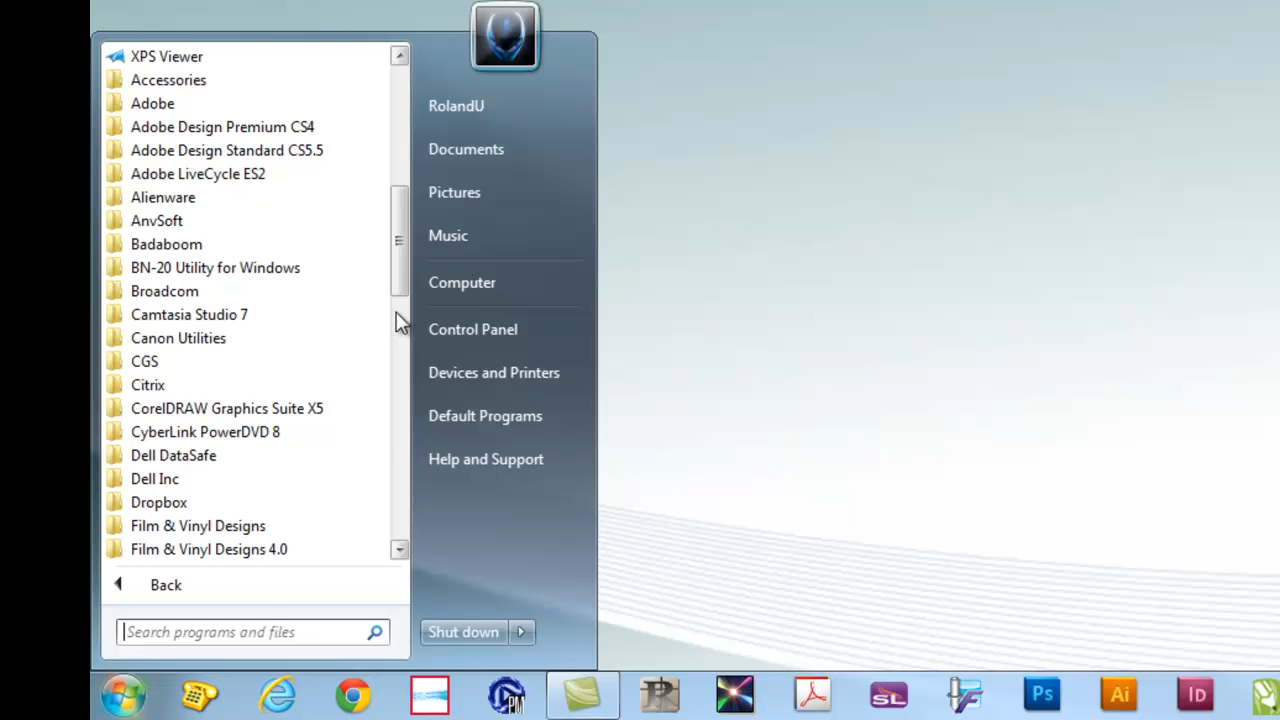 XPS Viewer
Accessories
Adobe
Adobe Design Premium CS4
Adobe Design Standard CS5.5
Adobe LiveCycle ES2
Alienware
AnvSoft
Badaboom
BN-20 Utility for Windows
Broadcom
Camtasia Studio 7
Canon Utilities
CGS
Citrix
CorelDRAW Graphics Suite X5
CyberLink PowerDVD 8
Dell DataSafe
Dell Inc
Dropbox
Film & Vinyl Designs
Film & Vinyl Designs 4.0
Back
Search programs and files
RolandU
Documents
Pictures
Music
Computer
Control Panel
Devices and Printers
Default Programs
Help and Support
Shut down
PM
R
SL
Ps
Ai
Id